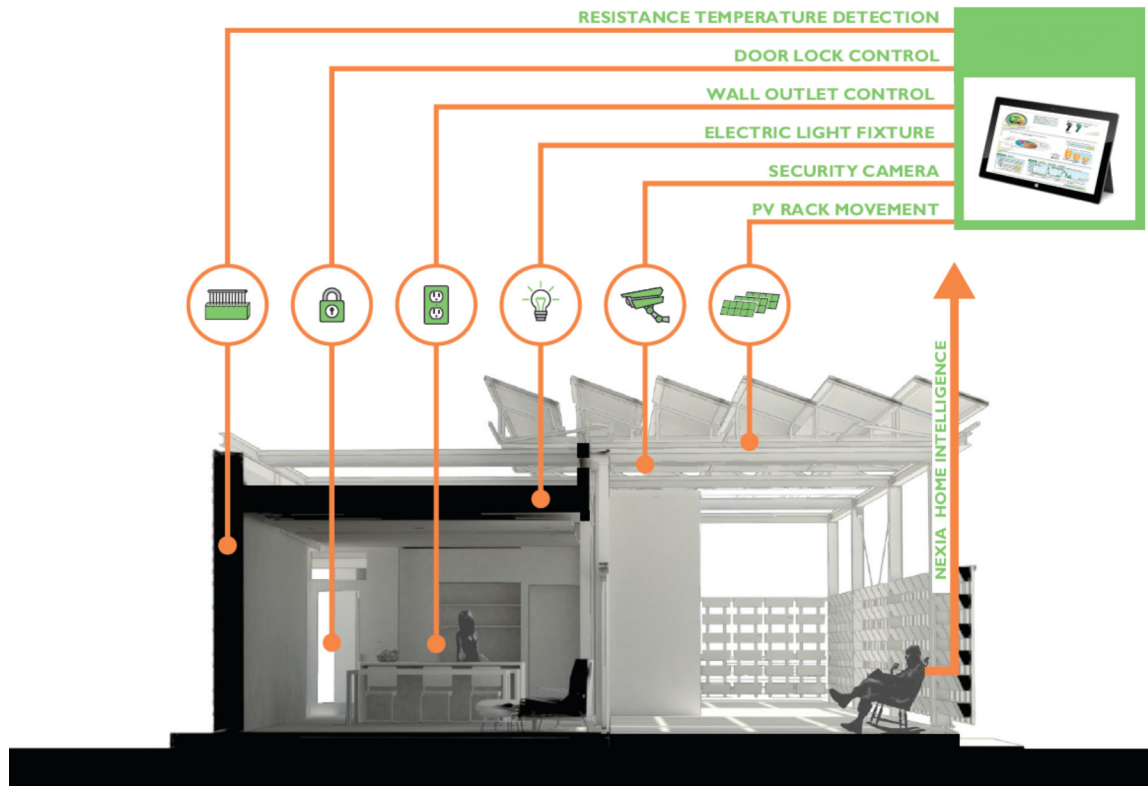 RESISTANCE TEMPERATURE DETECTION
DOOR LOCK CONTROL
WALL OUTLET CONTROL
ELECTRIC LIGHT FIXTURE
SECURITY CAMERA
PV RACK MOVEMENT
NEXIA HOME INTELLIGENCE